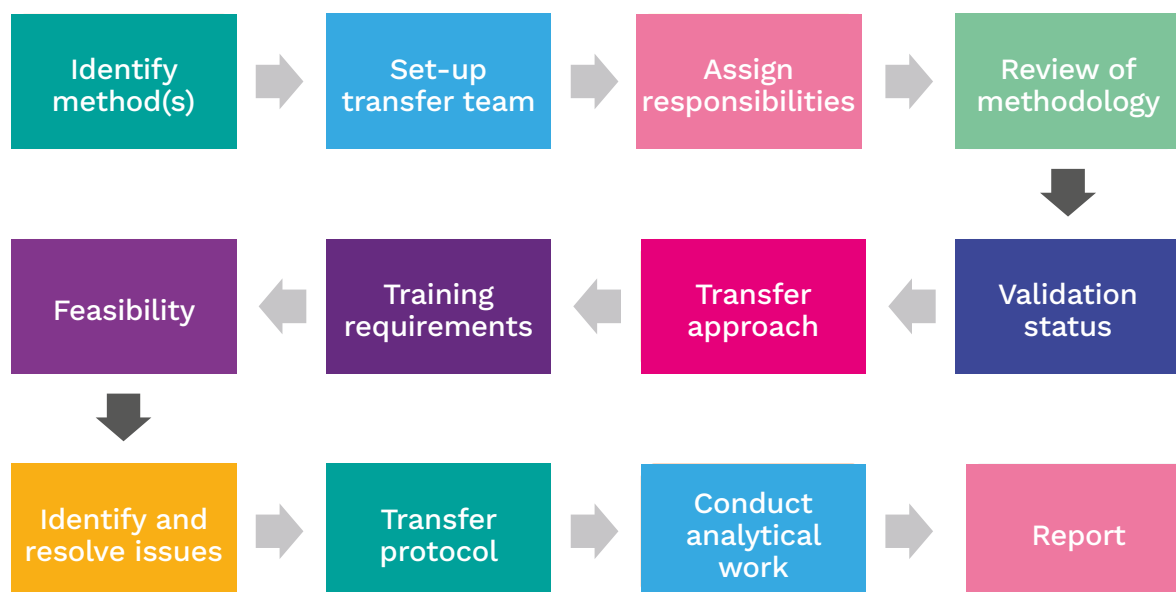 Identify
method(s)
Set-up
transfer team
Assign
responsibilities
Review of
methodology
Validation
status
Transfer
approach
Training
requirements
Feasibility
Identify and
resolve issues
Transfer
protocol
Conduct
analytical
work
Report